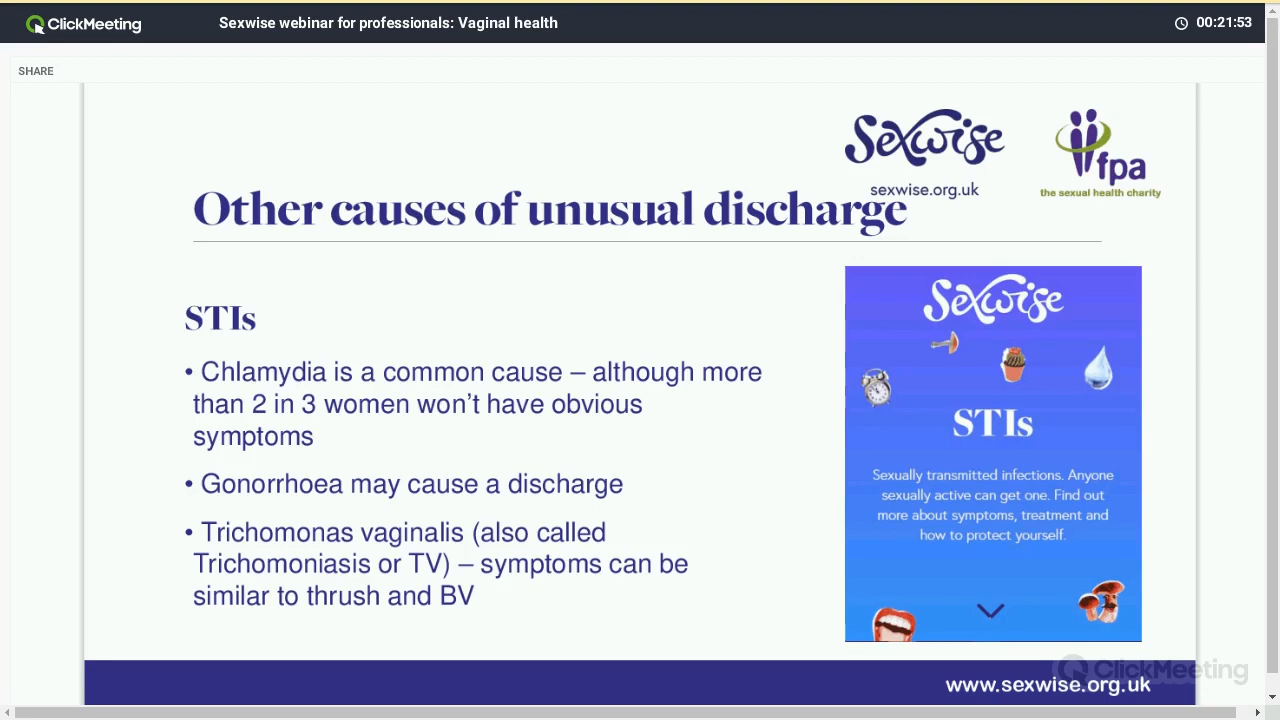 ClickMeeting
Sexwise webinar for professionals: Vaginal health
00:21:53
SHARE
Sexwise
sexwise.org.uk
fpa
the sexual health charity
Other causes of unusual discharge
STIs
• Chlamydia is a common cause – although more
than 2 in 3 women won’t have obvious
symptoms
• Gonorrhoea may cause a discharge
• Trichomonas vaginalis (also called
Trichomoniasis or TV) – symptoms can be
similar to thrush and BV
Sexwise
STIs
Sexually transmitted infections. Anyone
sexually active can get one. Find out
more about symptoms, treatment and
how to protect yourself.
ClickMeeting
www.sexwise.org.uk